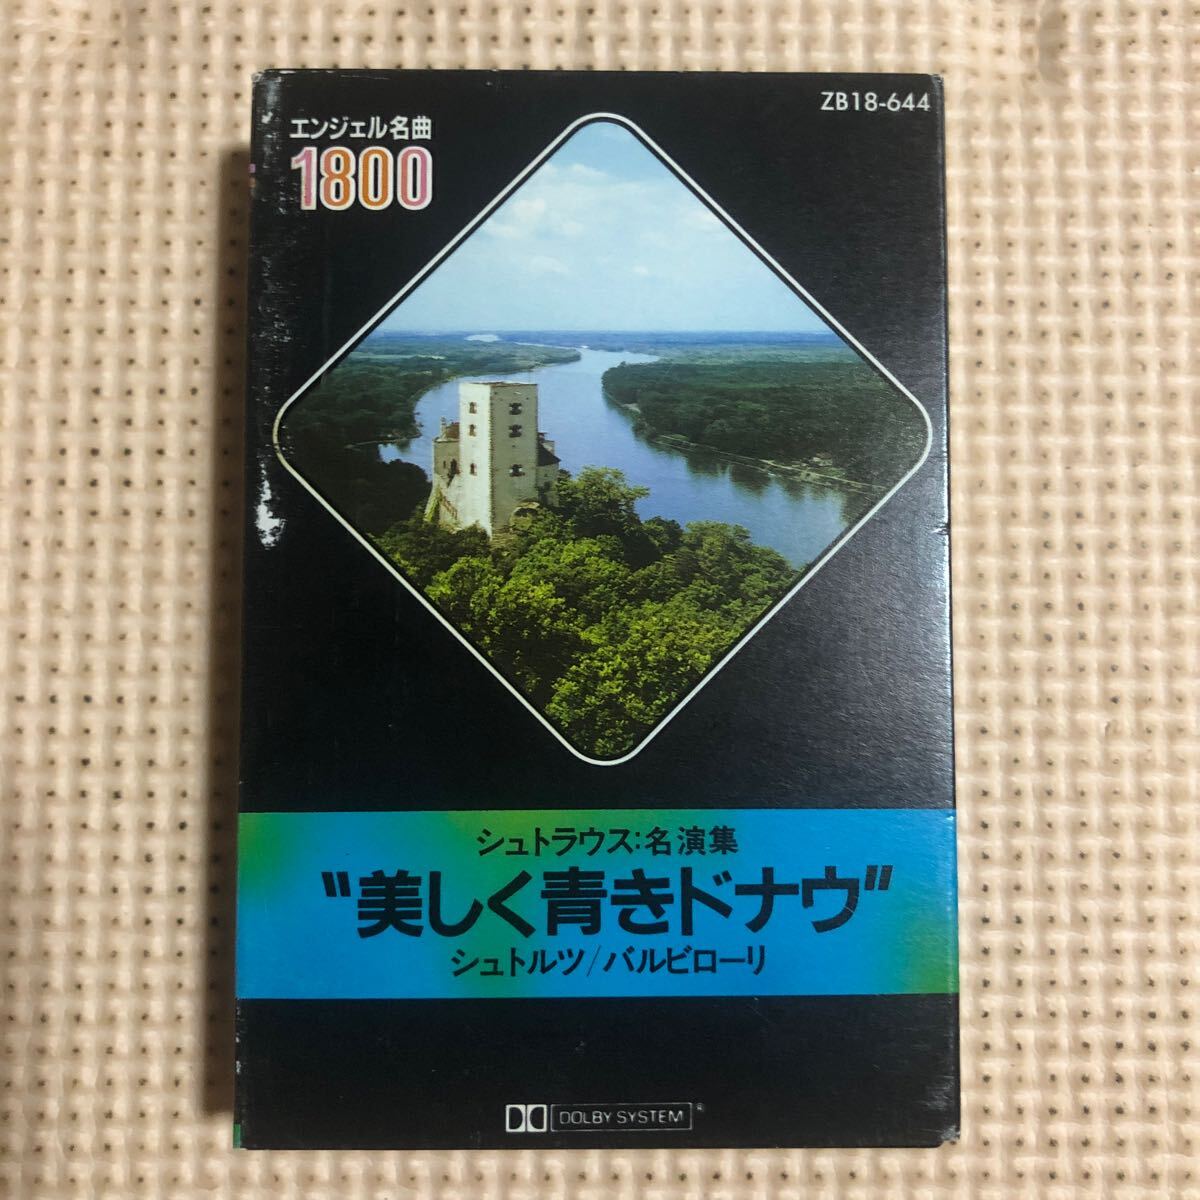 ZB18-644
エンジェル名曲
1800
シュトラウス:名演集
"美しく青きドナウ"
シュトルツ/バルビローリ
DOLBY SYSTEM®